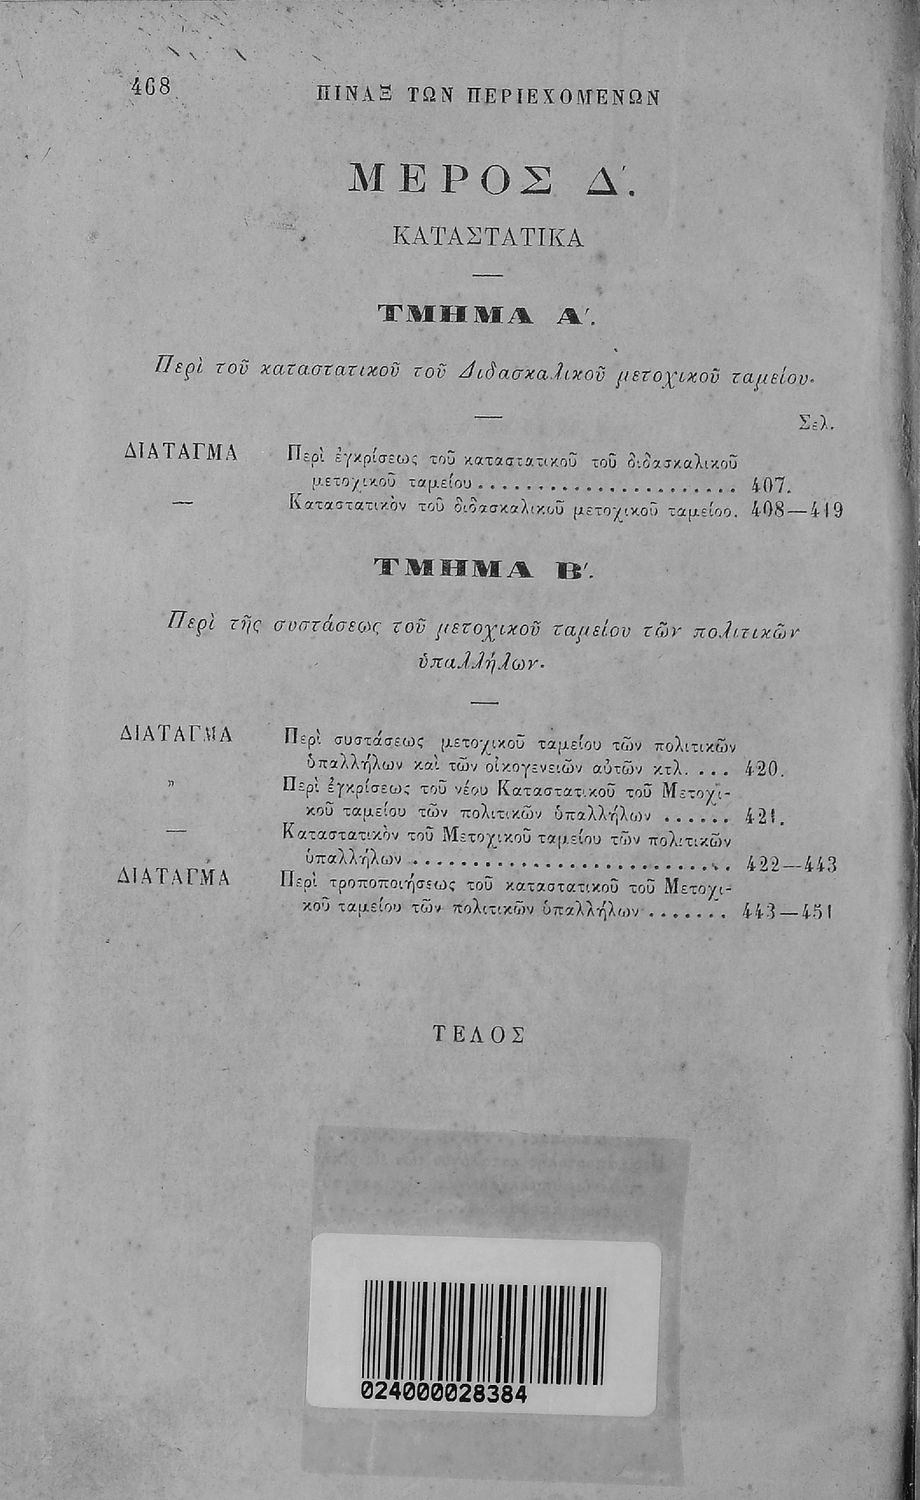 468
ΠΙΝΑΞ ΤΩΝ ΠΕΡΙΕΧΟΜΕΝΩΝ
ΜΕΡΟΣ Δʹ.
ΚΑΤΑΣΤΑΤΙΚΑ
ΤΜΗΜΑ Αʹ.
Περὶ τοῦ καταστατικοῦ τοῦ Διδασκαλικοῦ μετοχικοῦ ταμείου.
Σελ.
ΔΙΑΤΑΓΜΑ Περὶ ἐγκρίσεως τοῦ καταστατικοῦ τοῦ διδασκαλικοῦ
μετοχικοῦ ταμείου . . . . . . . . . . . . . . . . . . . . . . 407.
— Καταστατικὸν τοῦ διδασκαλικοῦ μετοχικοῦ ταμείοο. 408—419
ΤΜΗΜΑ Βʹ.
Περὶ τῆς συστάσεως τοῦ μετοχικοῦ ταμείου τῶν πολιτικῶν
ὑπαλλήλων.
ΔΙΑΤΑΓΜΑ Περὶ συστάσεως μετοχικοῦ ταμείου τῶν πολιτικῶν
ὑπαλλήλων καὶ τῶν οἰκογενειῶν αὐτῶν κτλ. . . . 420.
" Περὶ ἐγκρίσεως τοῦ νέου Καταστατικοῦ τοῦ Μετοχι-
κοῦ ταμείου τῶν πολιτικῶν ὑπαλλήλων . . . . . . 421.
— Καταστατικὸν τοῦ Μετοχικοῦ ταμείου τῶν πολιτικῶν
ὑπαλλήλων . . . . . . . . . . . . . . . . . . . . . . . . . . . 422—443
ΔΙΑΤΑΓΜΑ Περὶ τροποποιήσεως τοῦ καταστατικοῦ τοῦ Μετοχι-
κοῦ ταμείου τῶν πολιτικῶν ὑπαλλήλων . . . . . . . 443—451
ΤΕΛΟΣ
024000028384